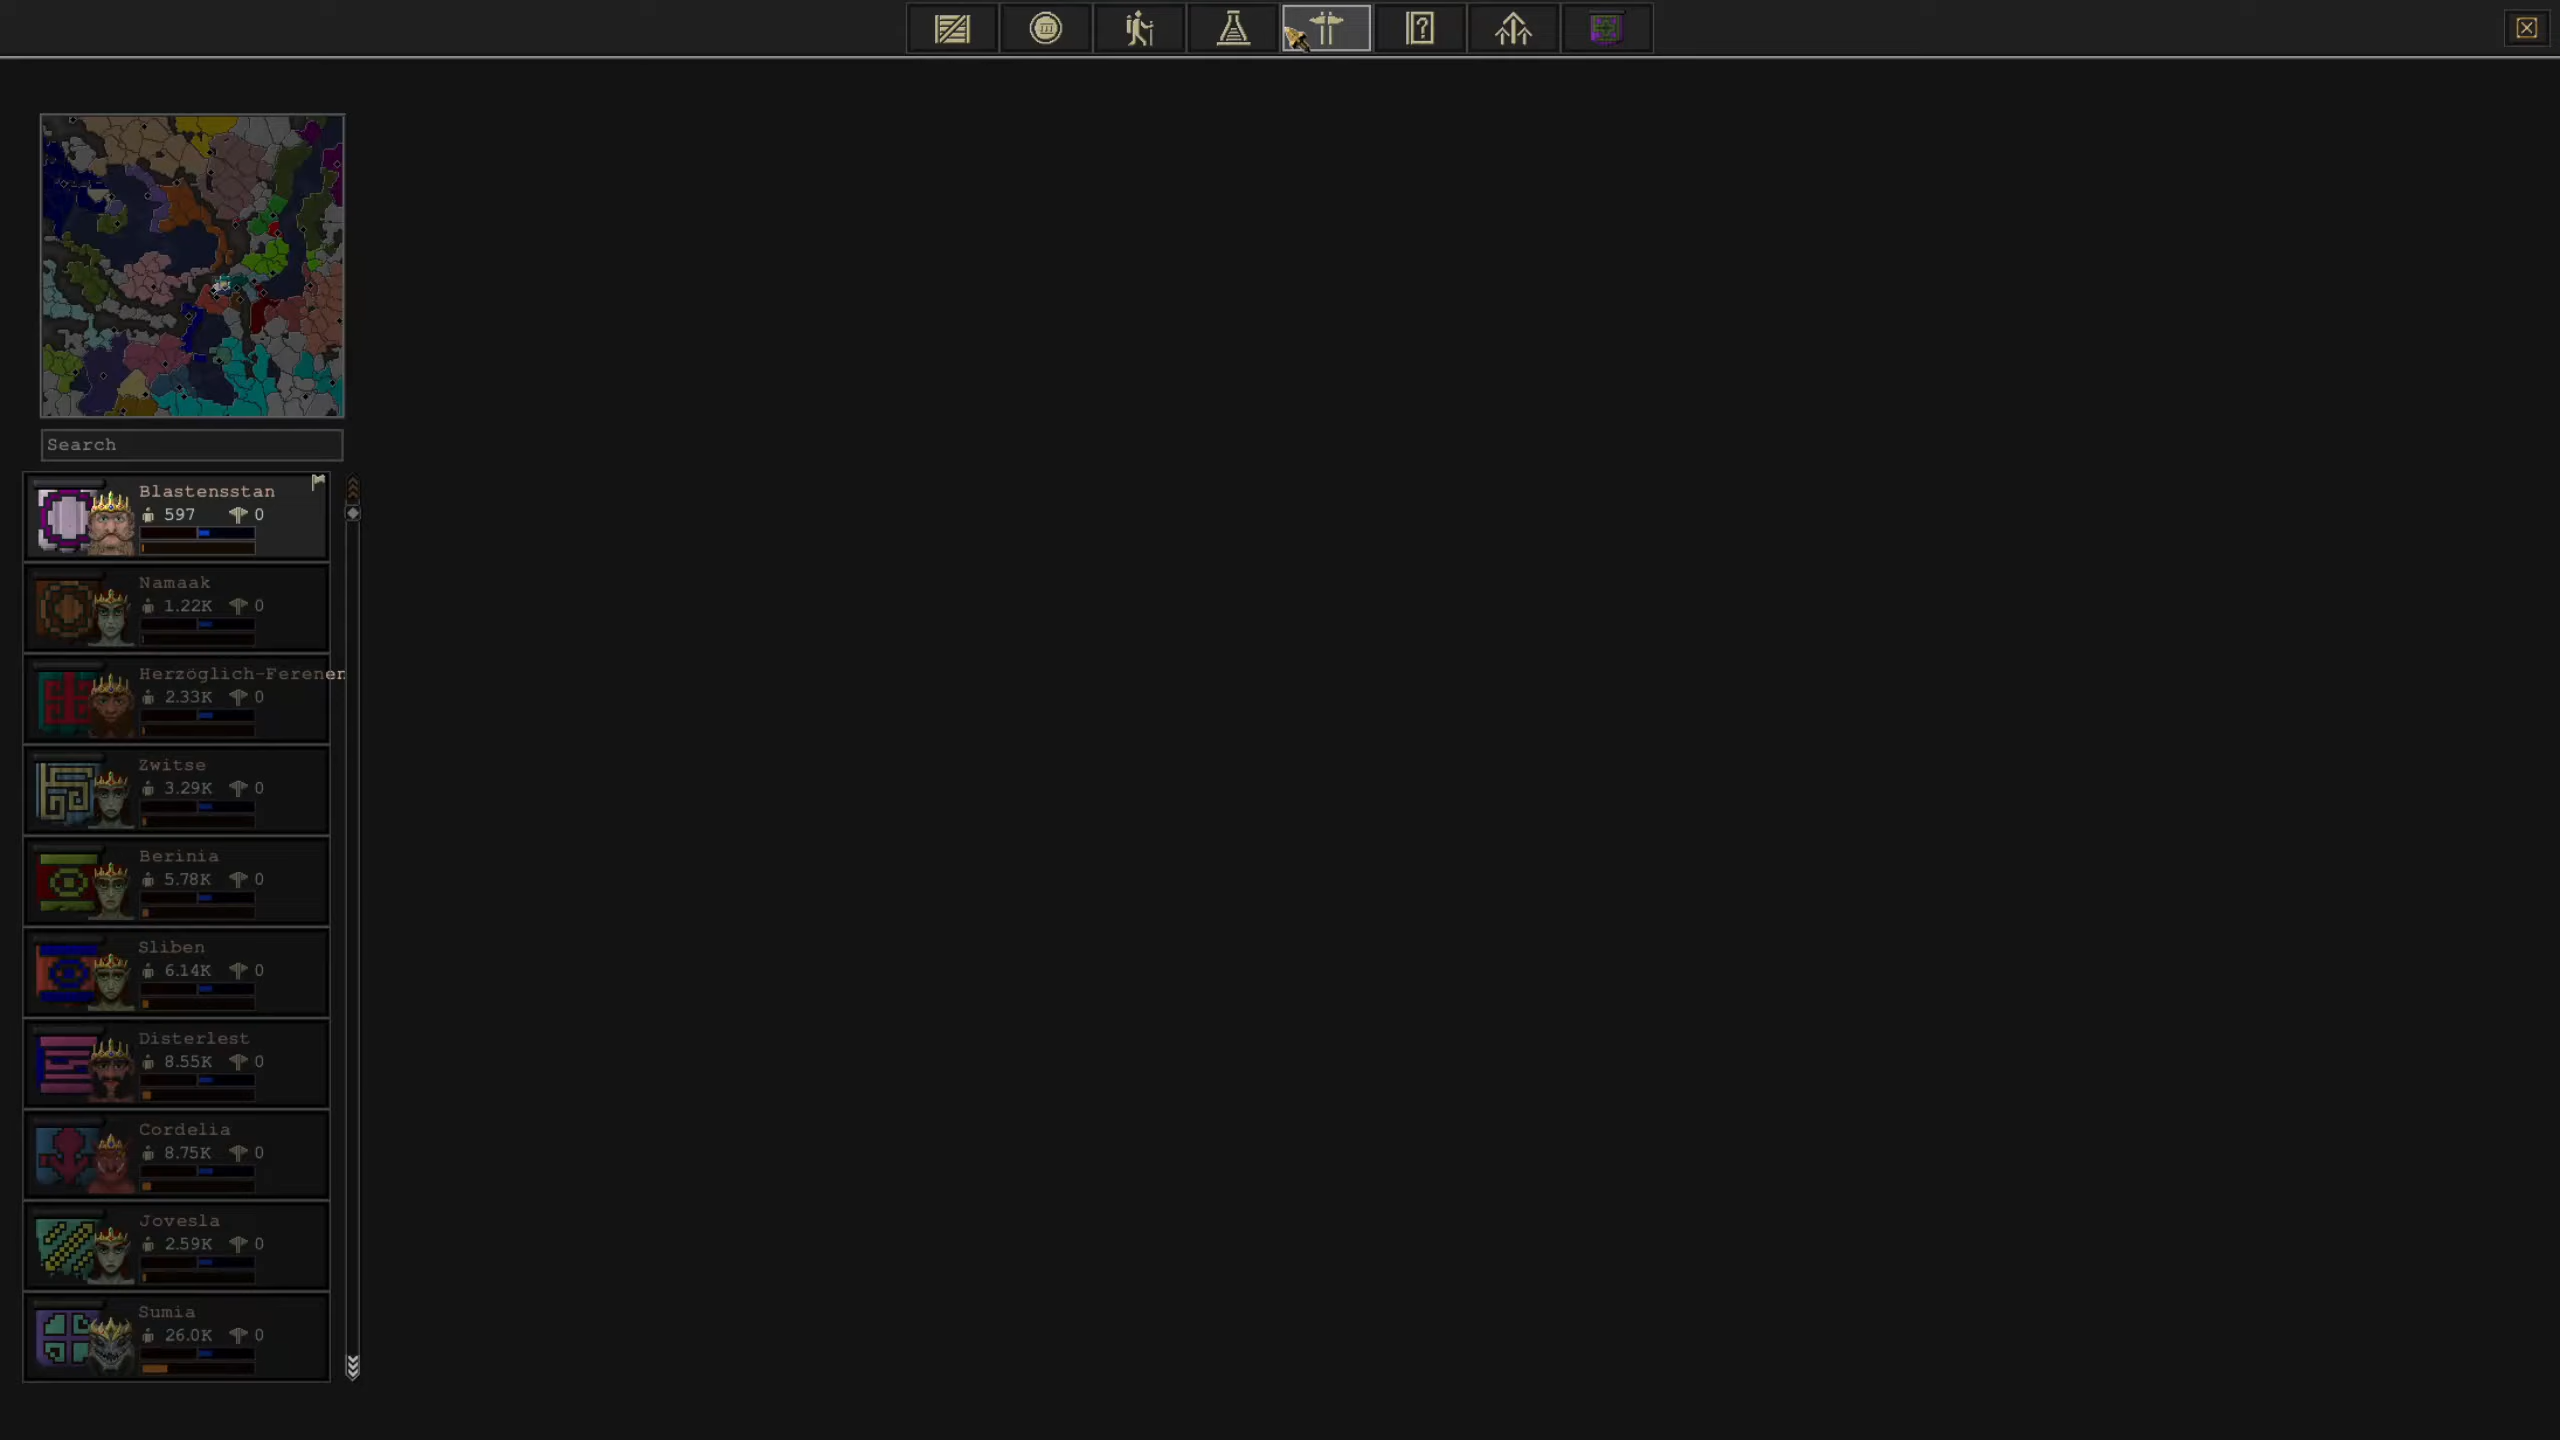 Search
Blastensstan
597 0
Namaak
1.22K 0
Herzöglich-Ferenen
2.33K 0
Zwitse
3.29K 0
Berinia
5.78K 0
Sliben
6.14K 0
Disterlest
8.55K 0
Cordelia
8.75K 0
Jovesla
2.59K 0
Sumia
26.0K 0